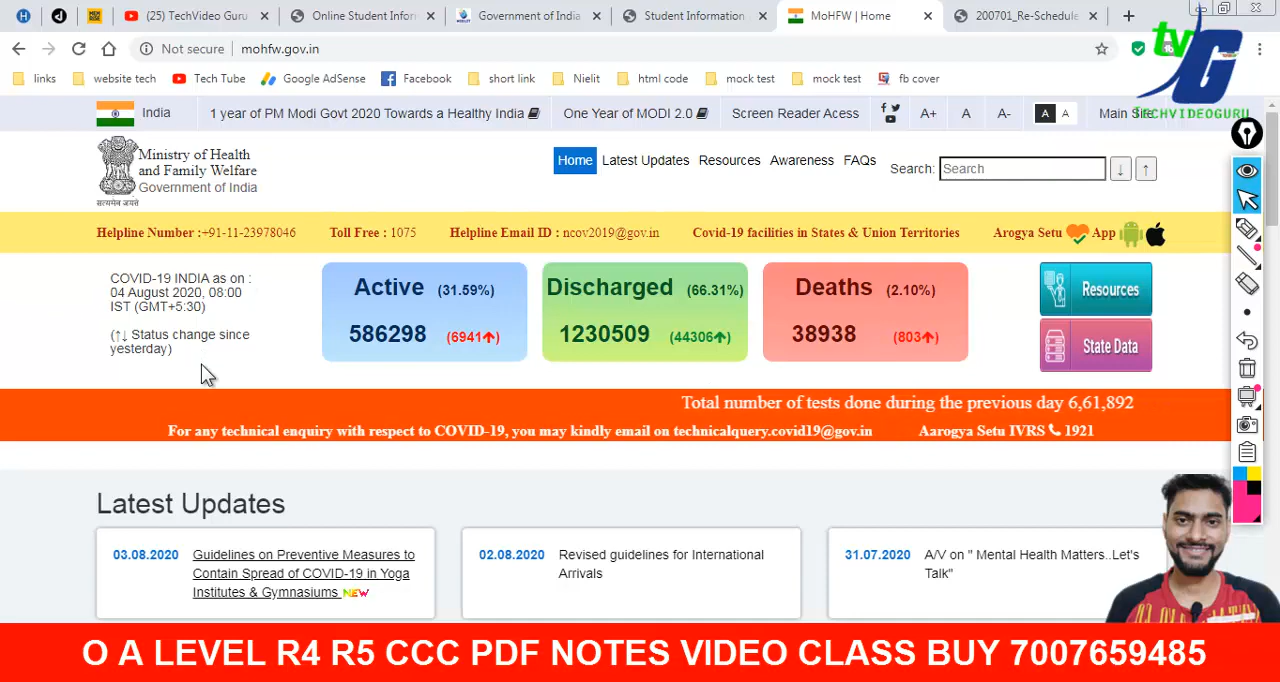 (25) TechVideo Guru
Online Student Infor
Government of India
Student Information
MoHFW | Home
200701_Re-Schedule
Not secure | mohfw.gov.in
links
website tech
Tech Tube
Google AdSense
Facebook
short link
Nielit
html code
mock test
mock test
fb cover
India
1 year of PM Modi Govt 2020 Towards a Healthy India
One Year of MODI 2.0
Screen Reader Acess
A+
A
A-
A
A
Main Site
TECHVIDEOGURU
Ministry of Health
and Family Welfare
Government of India
सत्यमेव जयते
Home
Latest Updates
Resources
Awareness
FAQs
Search:
Search
↓
↑
Helpline Number :+91-11-23978046
Toll Free : 1075
Helpline Email ID : ncov2019@gov.in
Covid-19 facilities in States & Union Territories
Arogya Setu App
COVID-19 INDIA as on :
04 August 2020, 08:00
IST (GMT+5:30)
(↑↓ Status change since
yesterday)
Active (31.59%)
586298 (6941↑)
Discharged (66.31%)
1230509 (44306↑)
Deaths (2.10%)
38938 (803↑)
Resources
State Data
Total number of tests done during the previous day 6,61,892
For any technical enquiry with respect to COVID-19, you may kindly email on technicalquery.covid19@gov.in
Aarogya Setu IVRS 1921
Latest Updates
03.08.2020
Guidelines on Preventive Measures to
Contain Spread of COVID-19 in Yoga
Institutes & Gymnasiums NEW
02.08.2020
Revised guidelines for International
Arrivals
31.07.2020
A/V on " Mental Health Matters..Let's
Talk"
O A LEVEL R4 R5 CCC PDF NOTES VIDEO CLASS BUY 7007659485